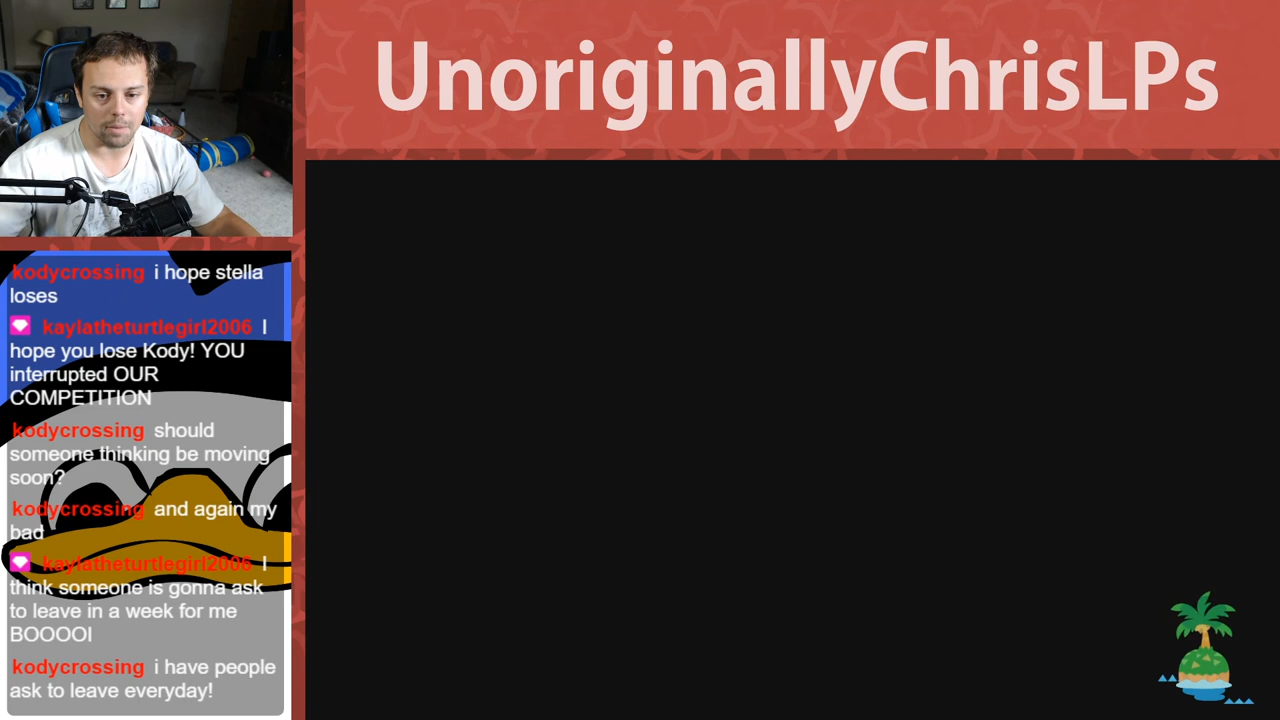 UnoriginallyChrisLPs
kodycrossing i hope stella
loses
kaylatheturtlegirl2006 I
hope you lose Kody! YOU
interrupted OUR
COMPETITION
kodycrossing should
someone thinking be moving
soon?
kodycrossing and again my
bad
kaylatheturtlegirl2006 I
think someone is gonna ask
to leave in a week for me
BOOOOI
kodycrossing i have people
ask to leave everyday!